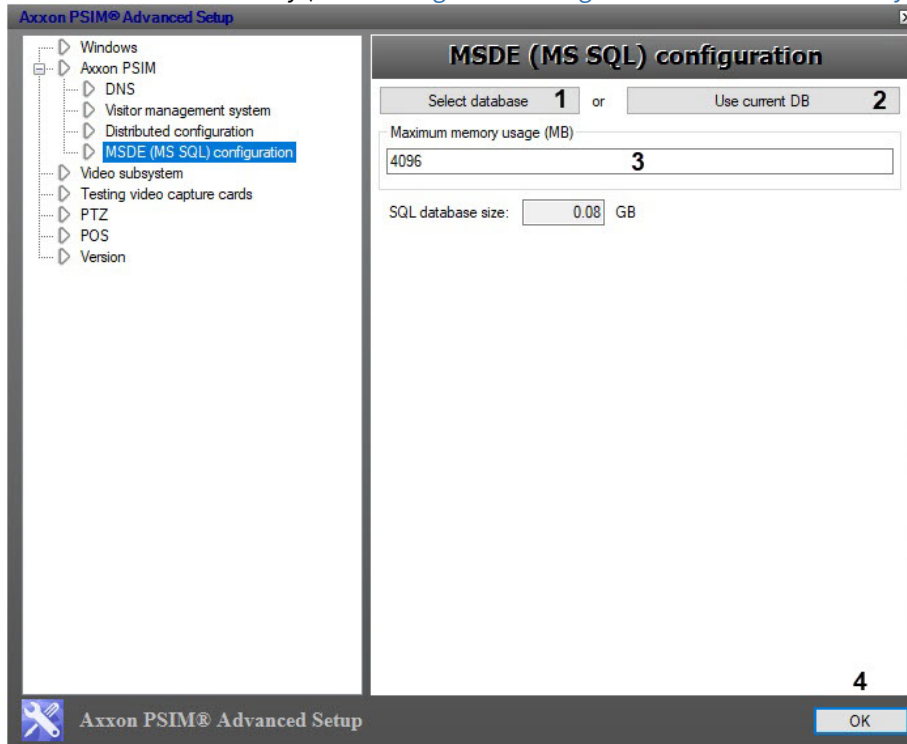 Axxon PSIM® Advanced Setup
Windows
Axxon PSIM
DNS
Visitor management system
Distributed configuration
MSDE (MS SQL) configuration
Video subsystem
Testing video capture cards
PTZ
POS
Version
MSDE (MS SQL) configuration
Select database 1 or Use current DB 2
Maximum memory usage (MB)
4096 3
SQL database size: 0.08 GB
4
Axxon PSIM® Advanced Setup
OK